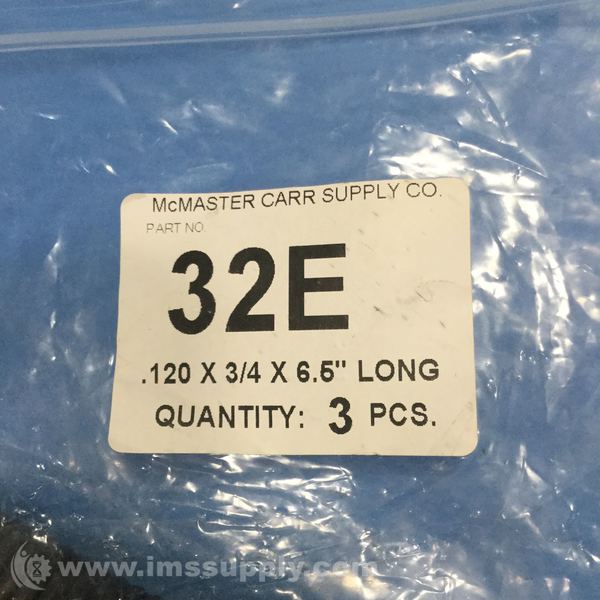 McMASTER CARR SUPPLY CO.
PART NO.
32E
.120 X 3/4 X 6.5" LONG
QUANTITY: 3 PCS.
www.imssupply.com